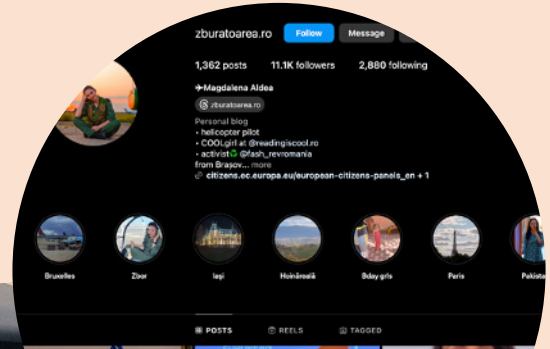 zburatoarea.ro Follow Message
1,362 posts 11.1K followers 2,880 following
✈Magdalena Aldea
zburatoarea.ro
Personal blog
• helicopter pilot
• COOLgirl at @readingiscool.ro
• activist♻ @fash_revromania
from Brașov... more
citizens.ec.europa.eu/european-citizens-panels_en + 1
Bruxelles Zbor Iași Hoinăreală Bday girls Paris Pakista
POSTS REELS TAGGED